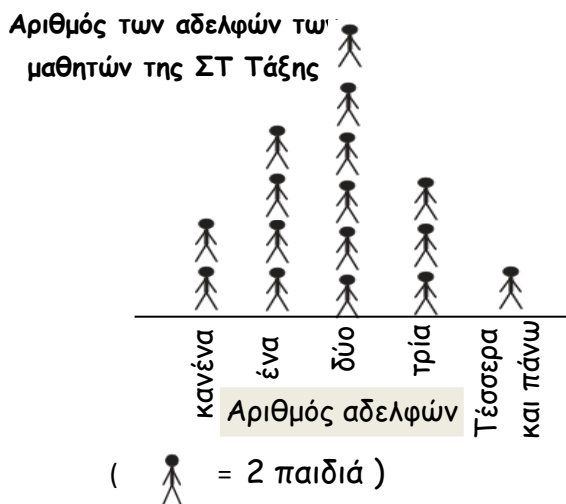 Αριθμός των αδελφών των
μαθητών της ΣΤ Τάξης
κανένα
ένα
δύο
τρία
Τέσσερα
και πάνω
Αριθμός αδελφών
( = 2 παιδιά )